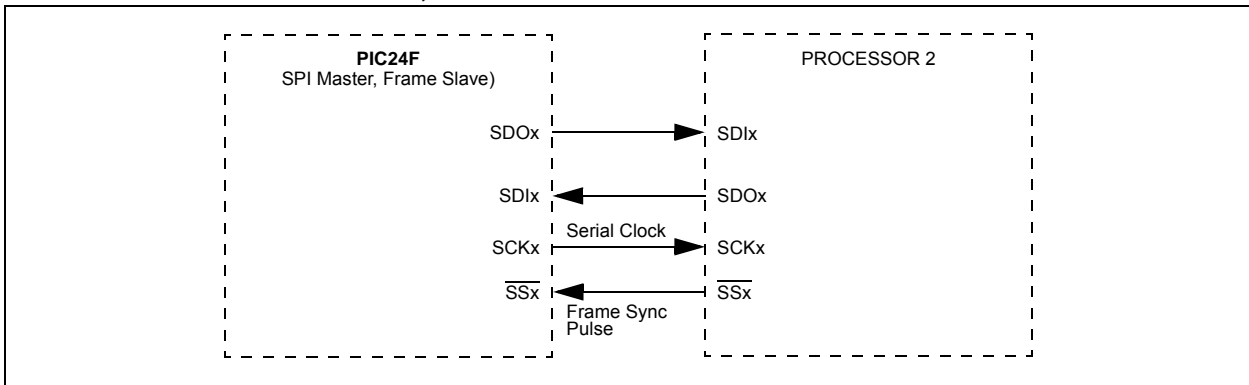 PIC24F
SPI Master, Frame Slave)
PROCESSOR 2
SDOx
SDIx
SDIx
SDOx
Serial Clock
SCKx
SCKx
SSx
SSx
Frame Sync
Pulse